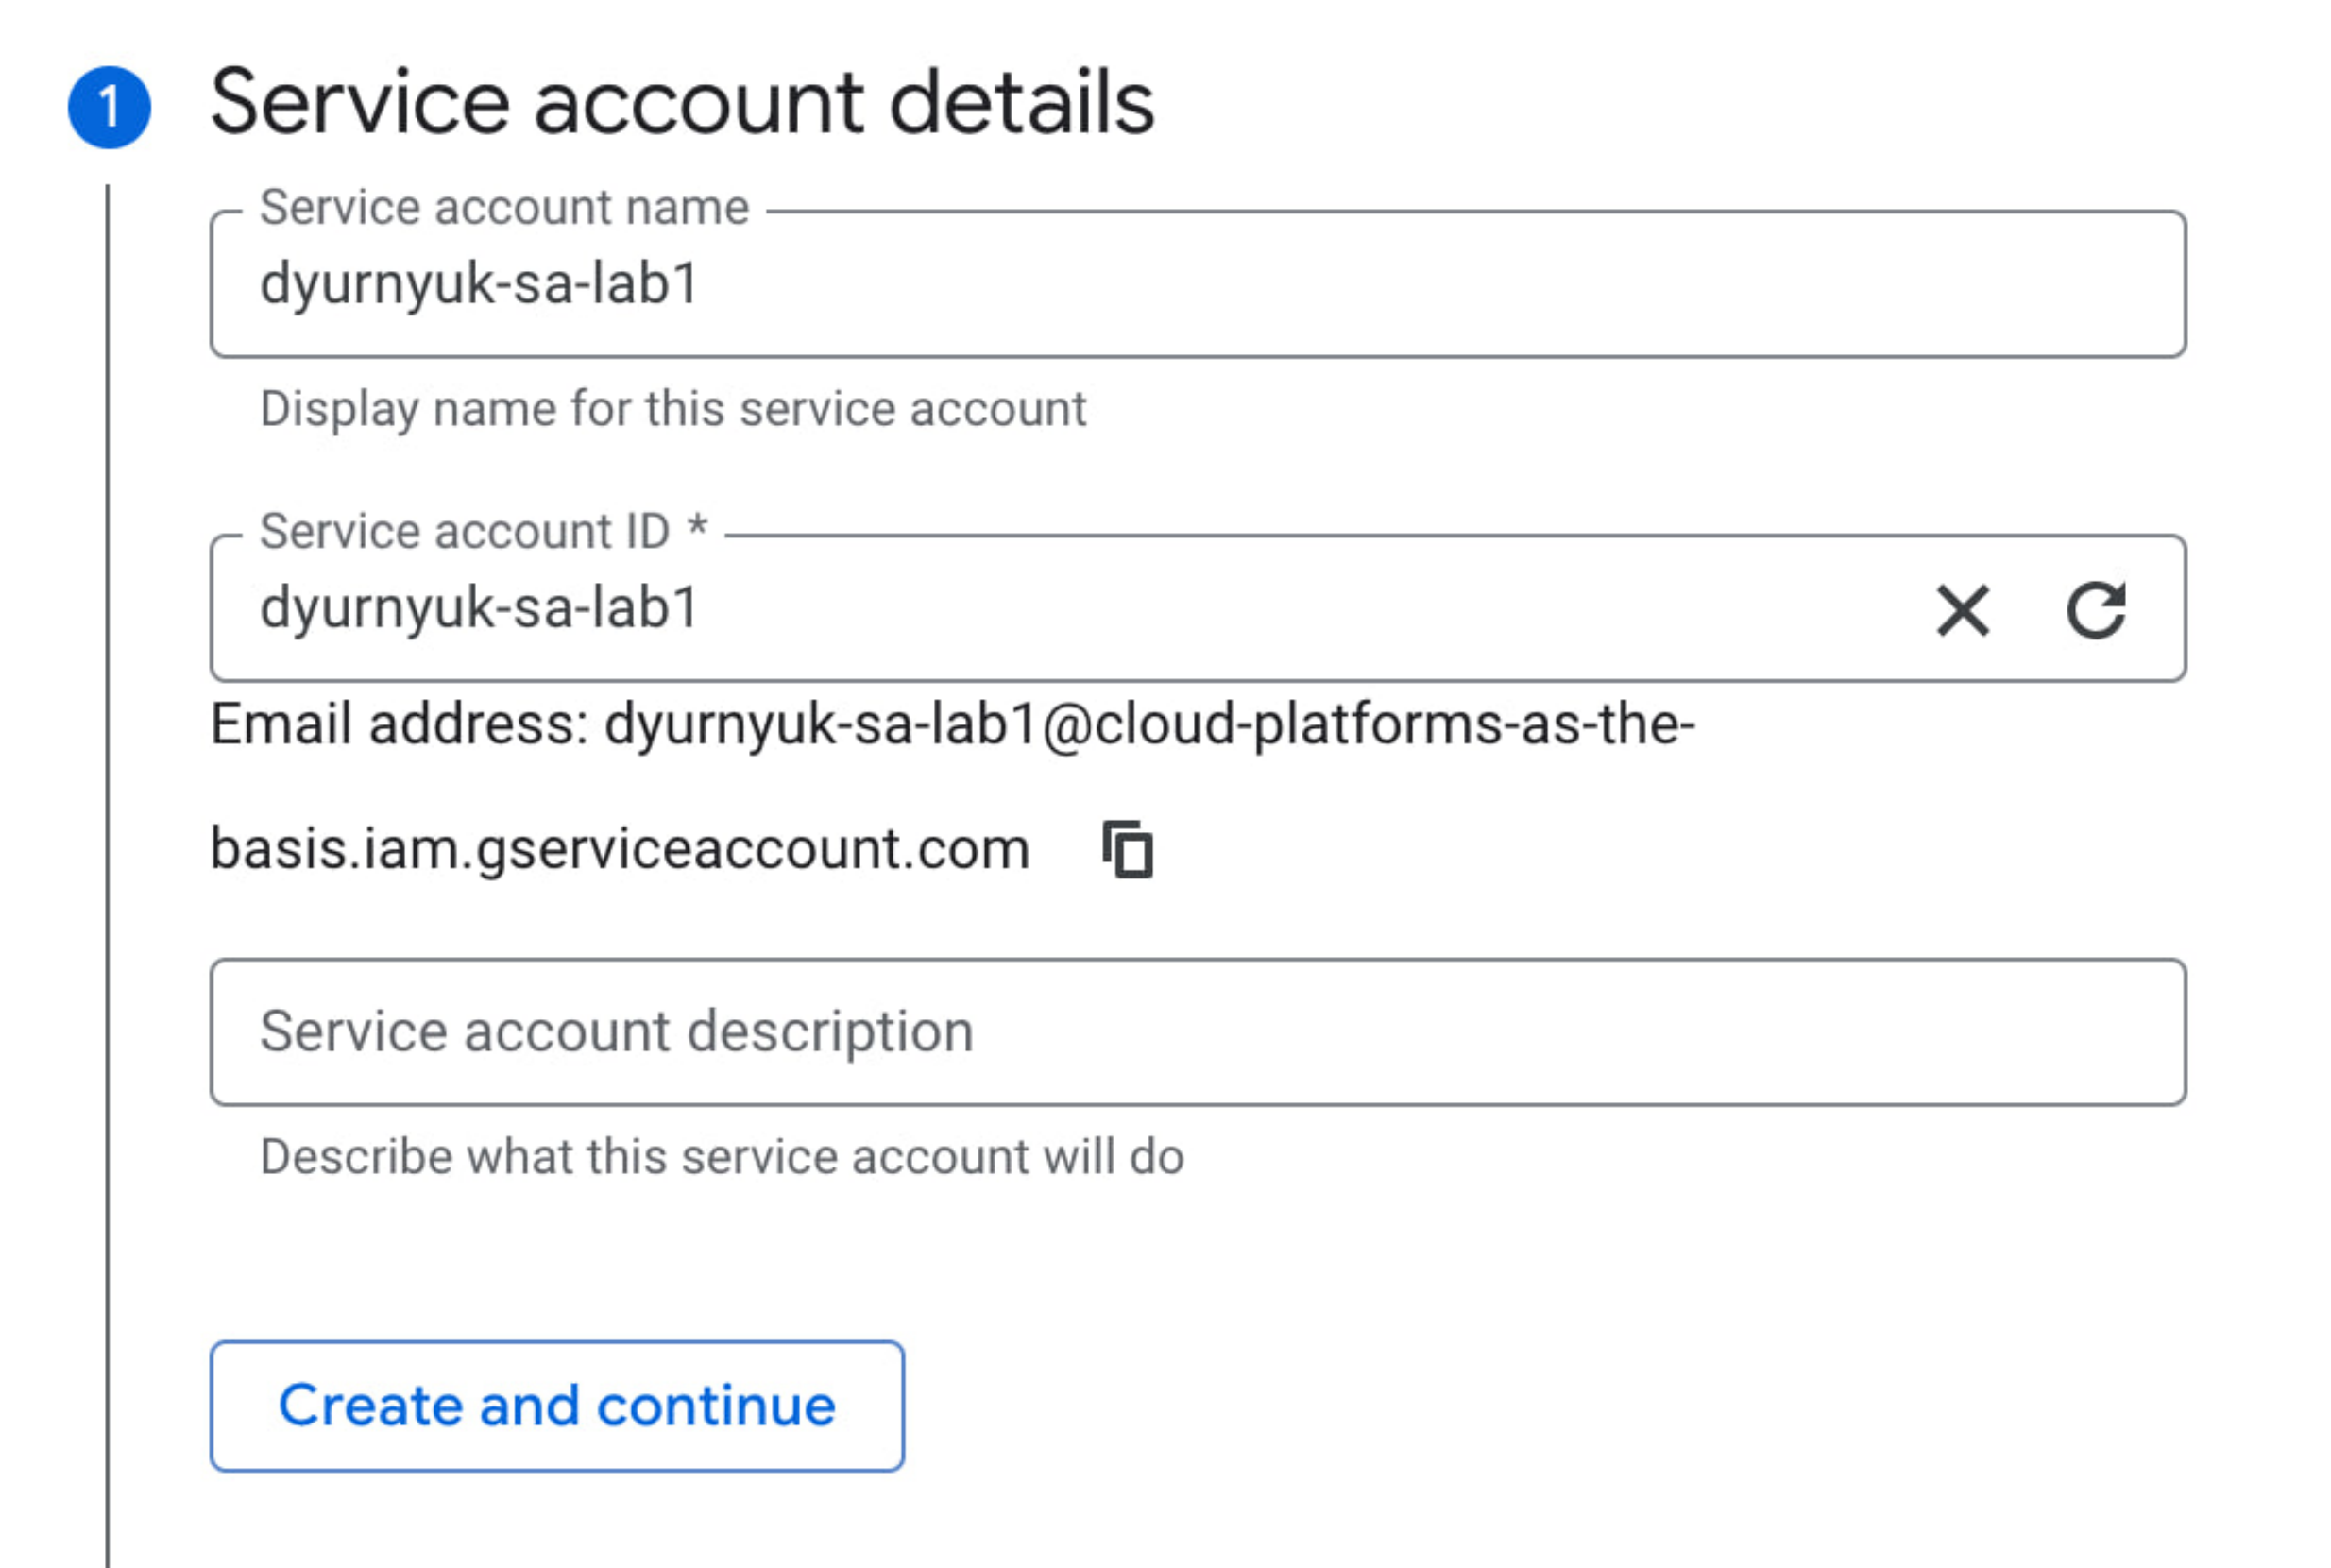 1 Service account details
Service account name
dyurnyuk-sa-lab1
Display name for this service account
Service account ID *
dyurnyuk-sa-lab1
Email address: dyurnyuk-sa-lab1@cloud-platforms-as-the-
basis.iam.gserviceaccount.com
Service account description
Describe what this service account will do
Create and continue